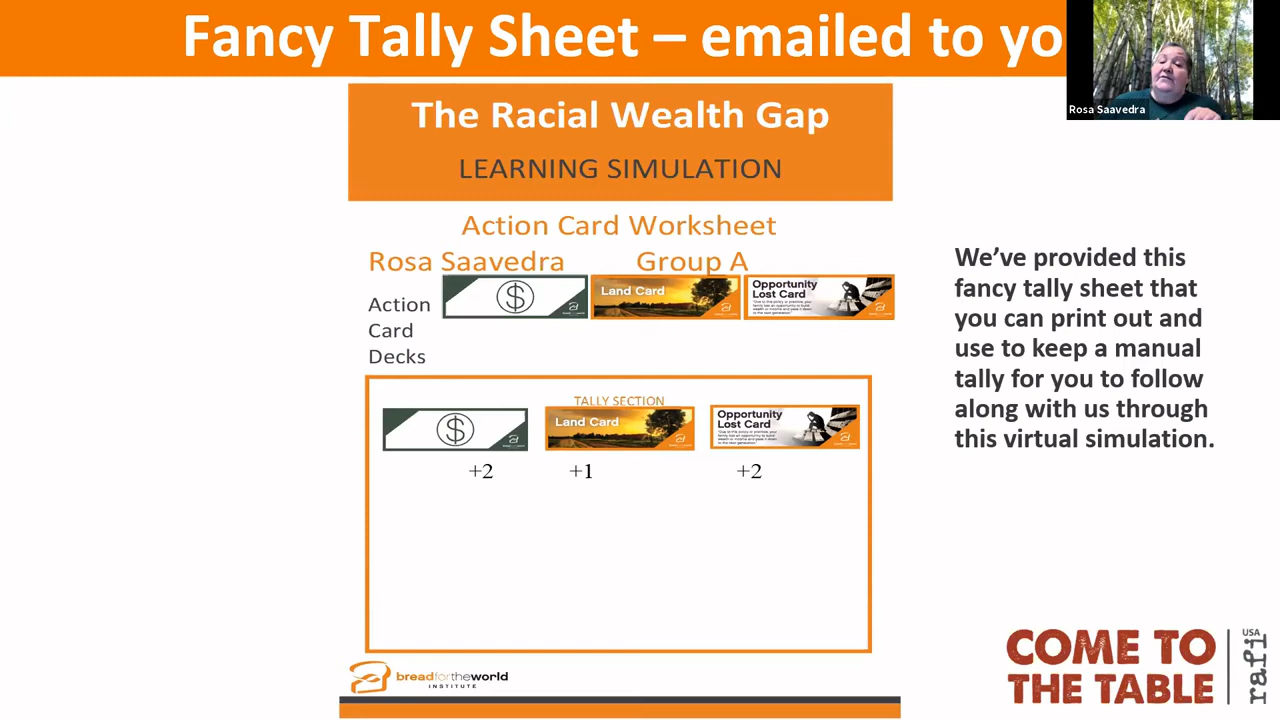 Fancy Tally Sheet – emailed to yo
Rosa Saavedra
The Racial Wealth Gap
LEARNING SIMULATION
Action Card Worksheet
Rosa Saavedra Group A
Action
Card
Decks
$
Land Card
Opportunity
Lost Card
TALLY SECTION
$
Land Card
Opportunity
Lost Card
+2 +1 +2
We’ve provided this
fancy tally sheet that
you can print out and
use to keep a manual
tally for you to follow
along with us through
this virtual simulation.
breadfortheworld
INSTITUTE
COME TO
THE TABLE
rafi
USA